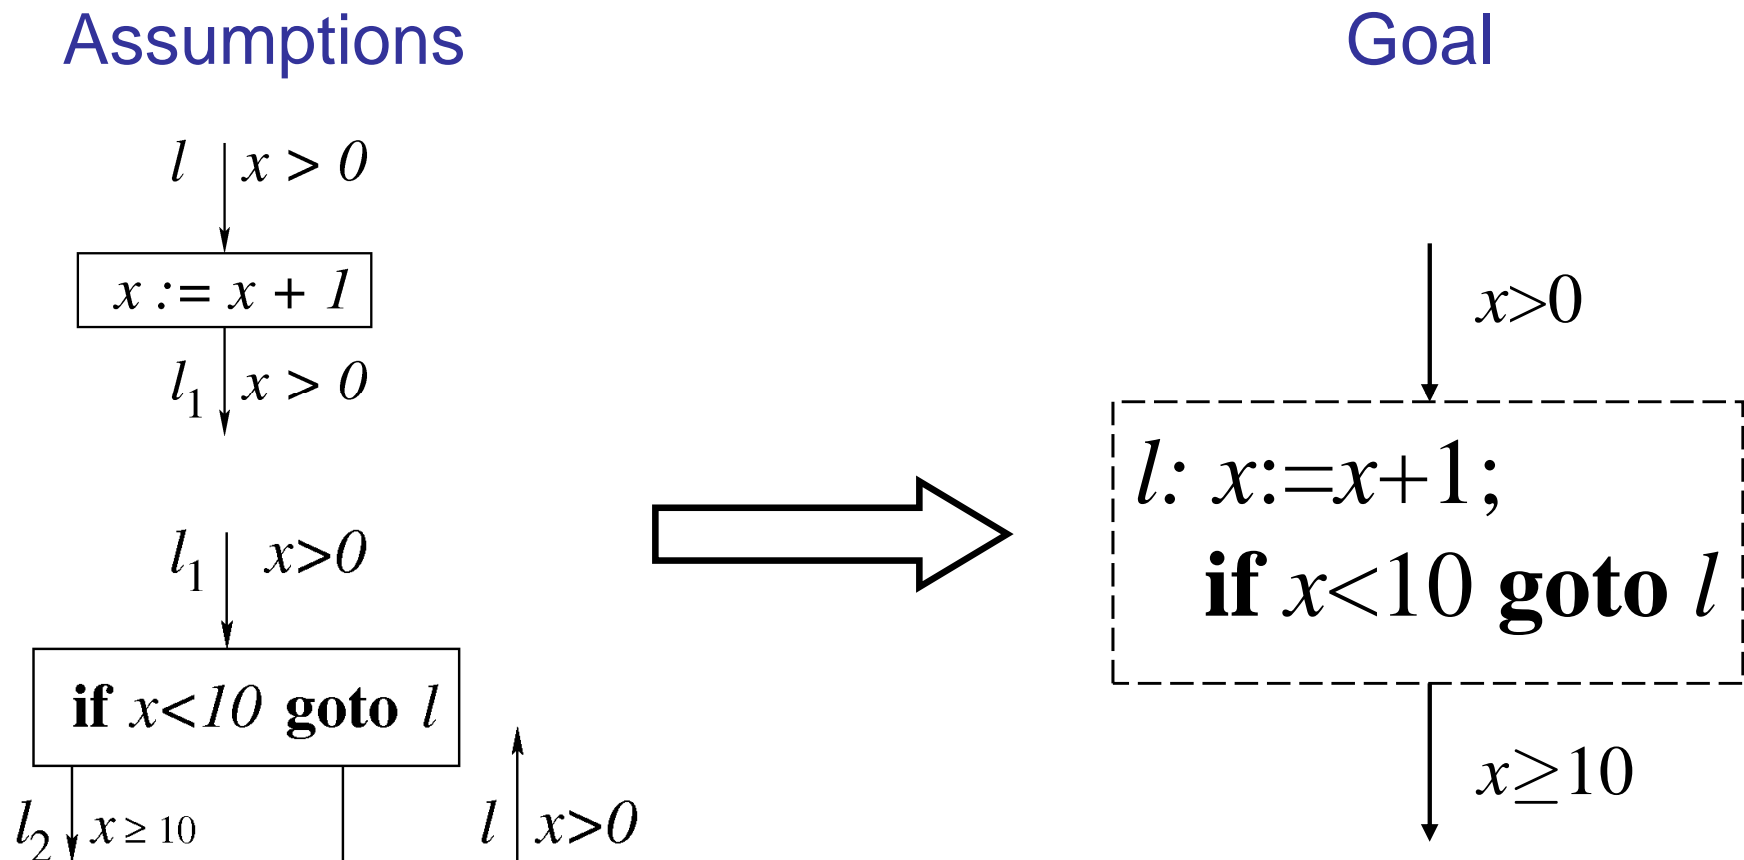 Assumptions
l x > 0
x := x + 1
l₁ x > 0
l₁ x>0
if x<10 goto l
l₂ x ≥ 10
l x>0
Goal
x>0
l: x:=x+1;
if x<10 goto l
x≥10